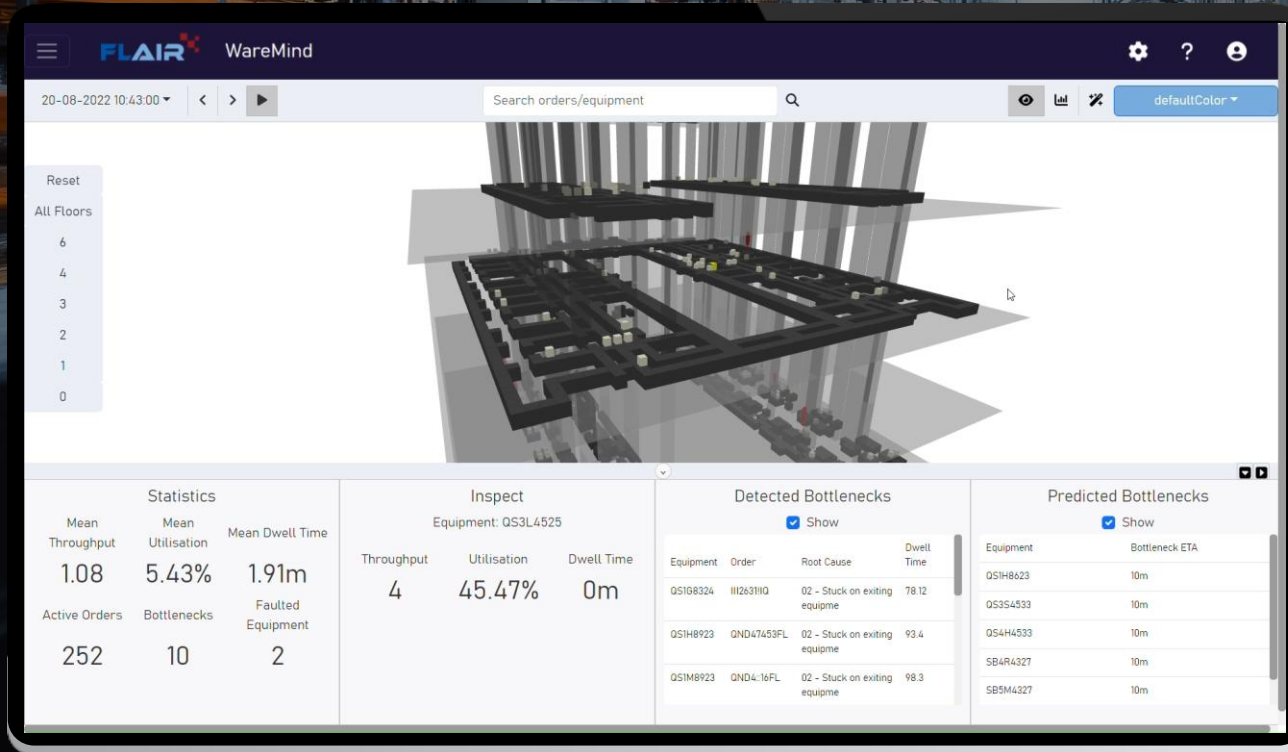 FLAIR WareMind
?
20-08-2022 10:43:00
Search orders/equipment
defaultColor
Reset
All Floors
6
4
3
2
1
0
Statistics
Mean Throughput
1.08
Mean Utilisation
5.43%
Mean Dwell Time
1.91m
Active Orders
252
Bottlenecks
10
Faulted Equipment
2
Inspect
Equipment: QS3L4525
Throughput
4
Utilisation
45.47%
Dwell Time
0m
Detected Bottlenecks
Show
Equipment Order Root Cause Dwell Time
QS1G8324 02 - Stuck on exiting equipme 78.12
QS1H8923 QND47453FL 02 - Stuck on exiting equipme 93.4
QS1M8923 02 - Stuck on exiting equipme 98.3
Predicted Bottlenecks
Show
Equipment Bottleneck ETA
QS1H8623 10m
QS3S4533 10m
QS4H4533 10m
SB4R4327 10m
SB5M4327 10m